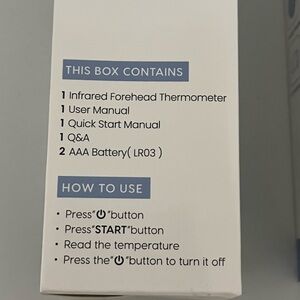 THIS BOX CONTAINS
1 Infrared Forehead Thermometer
1 User Manual
1 Quick Start Manual
1 Q&A
2 AAA Battery( LR03 )
HOW TO USE
• Press"⏻"button
• Press"START"button
• Read the temperature
• Press the"⏻"button to turn it off